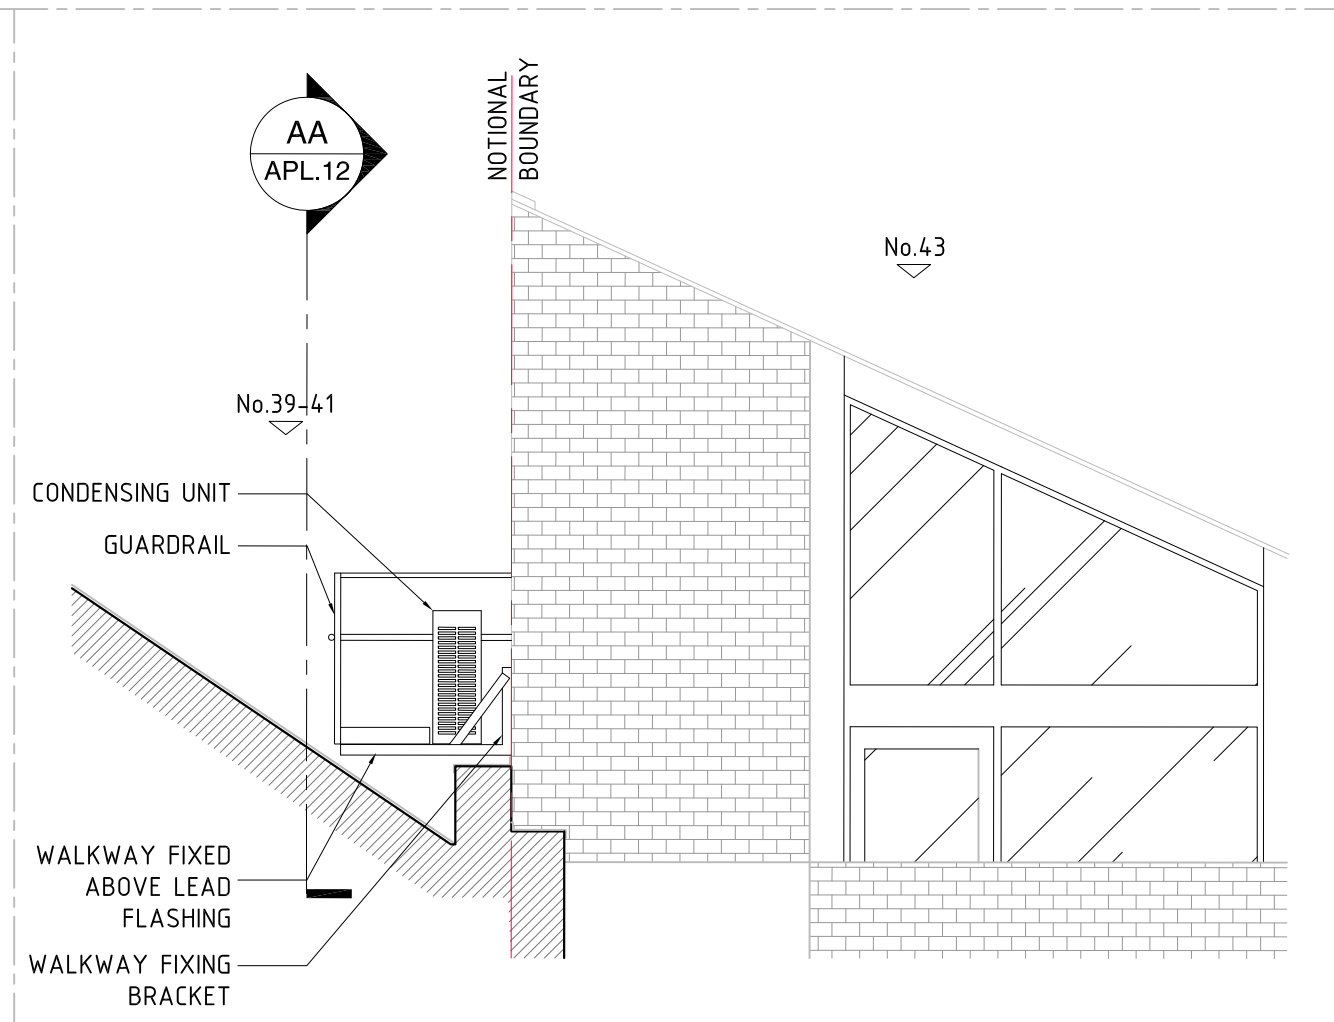 NOTIONAL
BOUNDARY
AA
APL.12
No.43
No.39-41
CONDENSING UNIT
GUARDRAIL
WALKWAY FIXED
ABOVE LEAD
FLASHING
WALKWAY FIXING
BRACKET